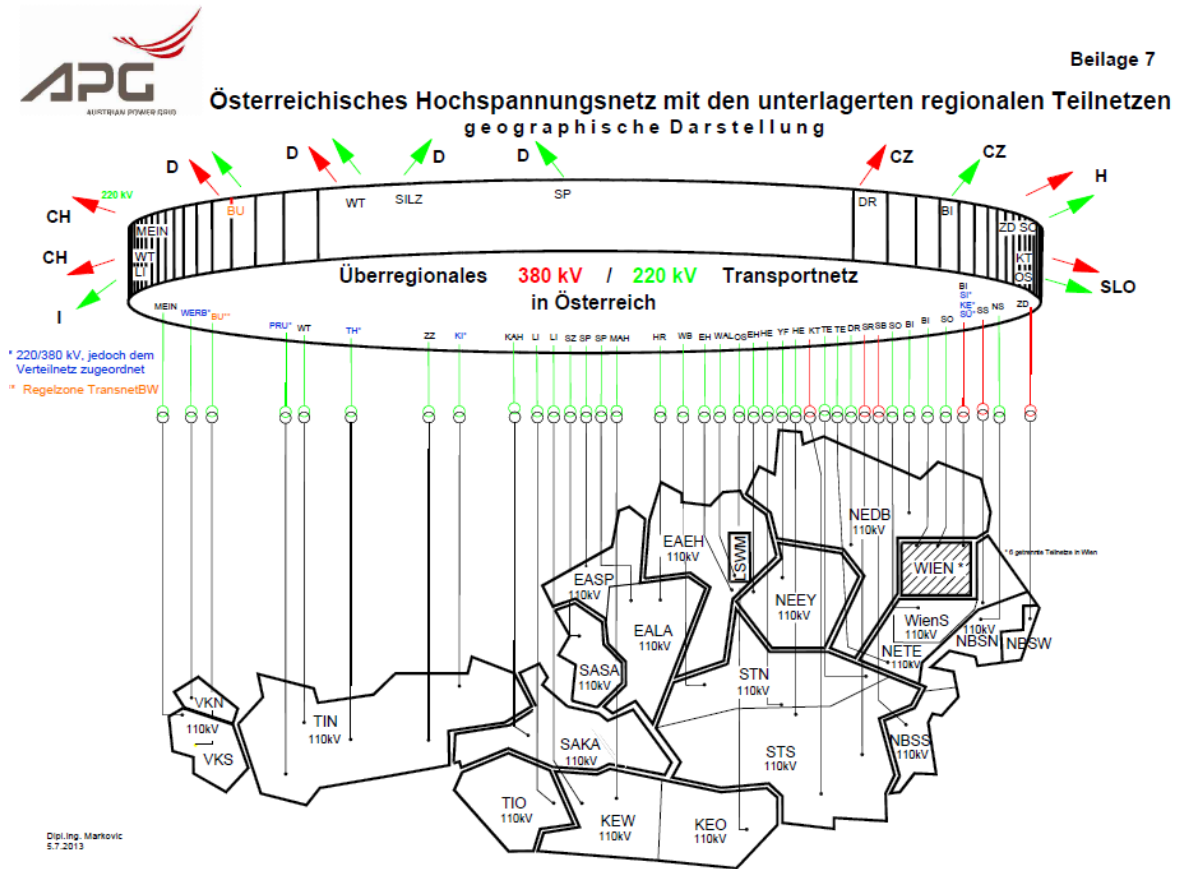 APG
AUSTRIAN POWER GRID
Beilage 7
Österreichisches Hochspannungsnetz mit den unterlagerten regionalen Teilnetzen
geographische Darstellung
D D D D CZ CZ H
220 kV
CH
CH
I
SLO
BU WT SILZ SP DR BI
MEIN
WT
LI
ZD SO
KT
OS
Überregionales 380 kV / 220 kV Transportnetz
in Österreich
BI
SI*
KE*
SÜ*
MEIN WERB* BU** PRU* WT TH* ZZ KI* KAH LI LI SZ SP SP MAH HR WB EH WAL OS EH HE YF HE KT TE TE DR SR SB SO BI BI SO SS NS ZD
* 220/380 kV, jedoch dem
Verteilnetz zugeordnet
** Regelzone TransnetBW
NEDB
110kV
EAEH
110kV
LSWM
WIEN *
* 6 getrennte Teilnetze in Wien
EASP
110kV
NEEY
110kV
EALA
110kV
WienS
110kV
110kV
NBSN
NBSW
NETE
110kV
SASA
110kV
STN
110kV
VKN
110kV
VKS
TIN
110kV
SAKA
110kV
STS
110kV
NBSS
110kV
TIO
110kV
KEW
110kV
KEO
110kV
Dipl.Ing. Markovic
5.7.2013